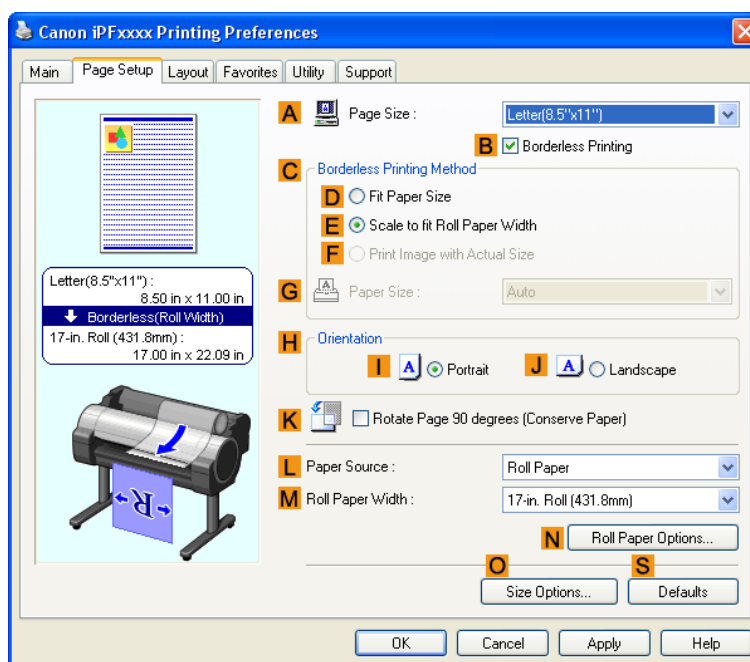 Canon iPFxxxx Printing Preferences
Main Page Setup Layout Favorites Utility Support
A Page Size : Letter(8.5"x11")
B Borderless Printing
C Borderless Printing Method
D Fit Paper Size
E Scale to fit Roll Paper Width
F Print Image with Actual Size
G Paper Size : Auto
Letter(8.5"x11") :
8.50 in x 11.00 in
Borderless(Roll Width)
17-in. Roll (431.8mm) :
17.00 in x 22.09 in
H Orientation
I A Portrait J A Landscape
K Rotate Page 90 degrees (Conserve Paper)
L Paper Source : Roll Paper
M Roll Paper Width : 17-in. Roll (431.8mm)
N Roll Paper Options...
O S
Size Options... Defaults
R
OK Cancel Apply Help